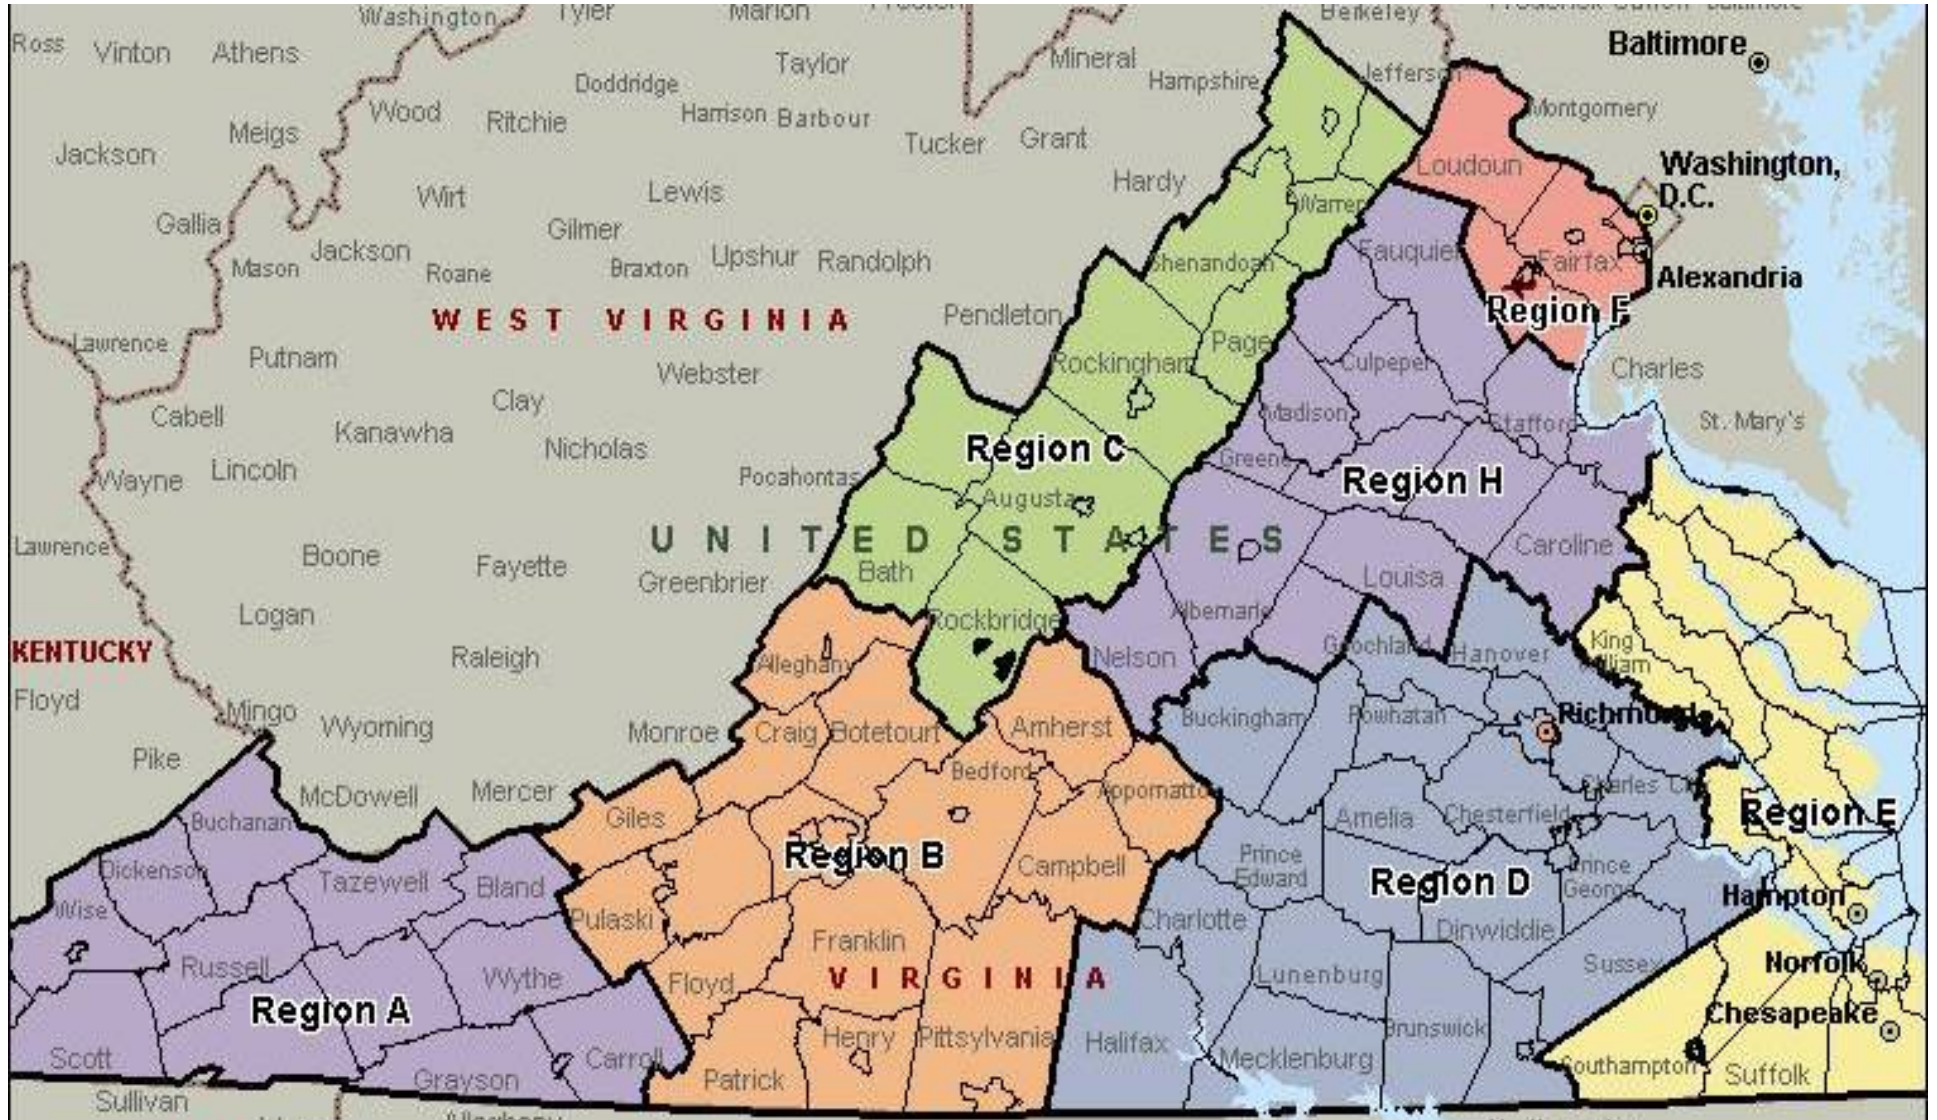 Washington
Tyler
Marion
Berkeley
Ross
Vinton
Athens
Baltimore
Mineral
Taylor
Jefferson
Hampshire
Doddridge
Wood
Ritchie
Harrison
Barbour
Montgomery
Meigs
Jackson
Tucker
Grant
Loudoun
Washington,
D.C.
Hardy
Wirt
Lewis
Warren
Gallia
Gilmer
Jackson
Fauquier
Mason
Roane
Braxton
Upshur
Randolph
Shenandoah
Fairfax
Alexandria
WEST VIRGINIA
Pendleton
Region F
Lawrence
Putnam
Webster
Rockingham
Page
Culpeper
Charles
Clay
Cabell
Kanawha
Nicholas
Madison
Stafford
St. Mary's
Region C
Wayne
Lincoln
Pocahontas
Greene
Region H
Augusta
UNITED STATES
Lawrence
Boone
Fayette
Greenbrier
Bath
Louisa
Caroline
Logan
Rockbridge
Albemarle
KENTUCKY
Raleigh
Alleghany
Nelson
Goochland
Hanover
King
William
Floyd
Mingo
Wyoming
Monroe
Craig
Botetourt
Amherst
Buckingham
Powhatan
Richmond
Pike
McDowell
Mercer
Bedford
Appomattox
Charles City
Buchanan
Giles
Amelia
Chesterfield
Region E
Region B
Dickenson
Tazewell
Bland
Campbell
Prince
Edward
Region D
Prince
George
Hampton
Wise
Pulaski
Charlotte
Dinwiddie
Franklin
Russell
Wythe
Floyd
VIRGINIA
Lunenburg
Sussex
Norfolk
Region A
Chesapeake
Scott
Carroll
Henry
Pittsylvania
Halifax
Mecklenburg
Brunswick
Grayson
Patrick
Southampton
Suffolk
Sullivan